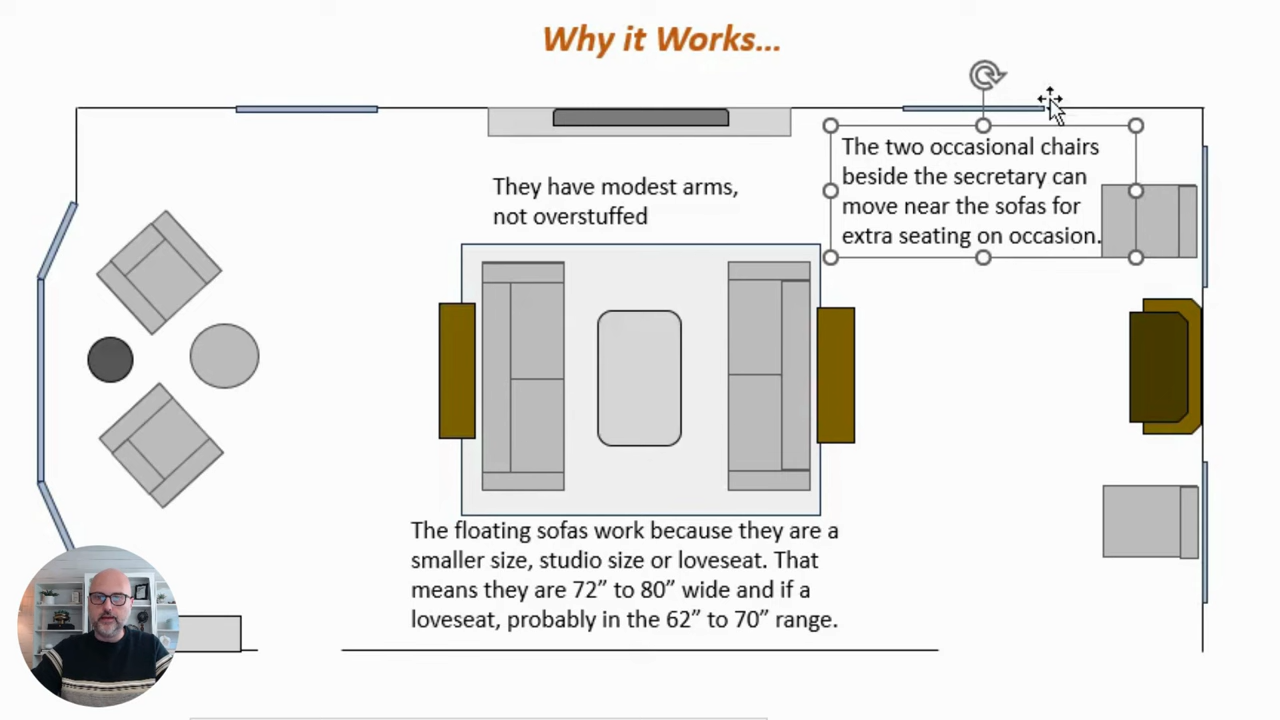 Why it Works...
They have modest arms,
not overstuffed
The two occasional chairs
beside the secretary can
move near the sofas for
extra seating on occasion.
The floating sofas work because they are a
smaller size, studio size or loveseat. That
means they are 72” to 80” wide and if a
loveseat, probably in the 62” to 70” range.